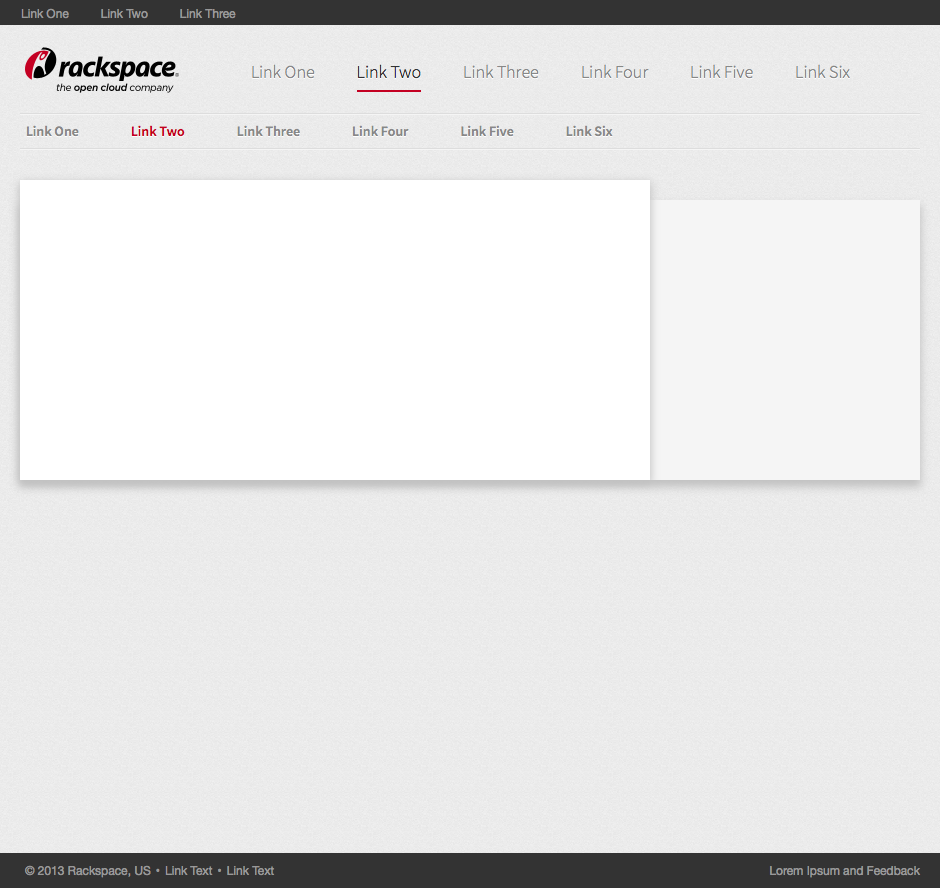 Link One Link Two Link Three
rackspace®
the open cloud company
Link One Link Two Link Three Link Four Link Five Link Six
Link One Link Two Link Three Link Four Link Five Link Six
© 2013 Rackspace, US • Link Text • Link Text Lorem Ipsum and Feedback